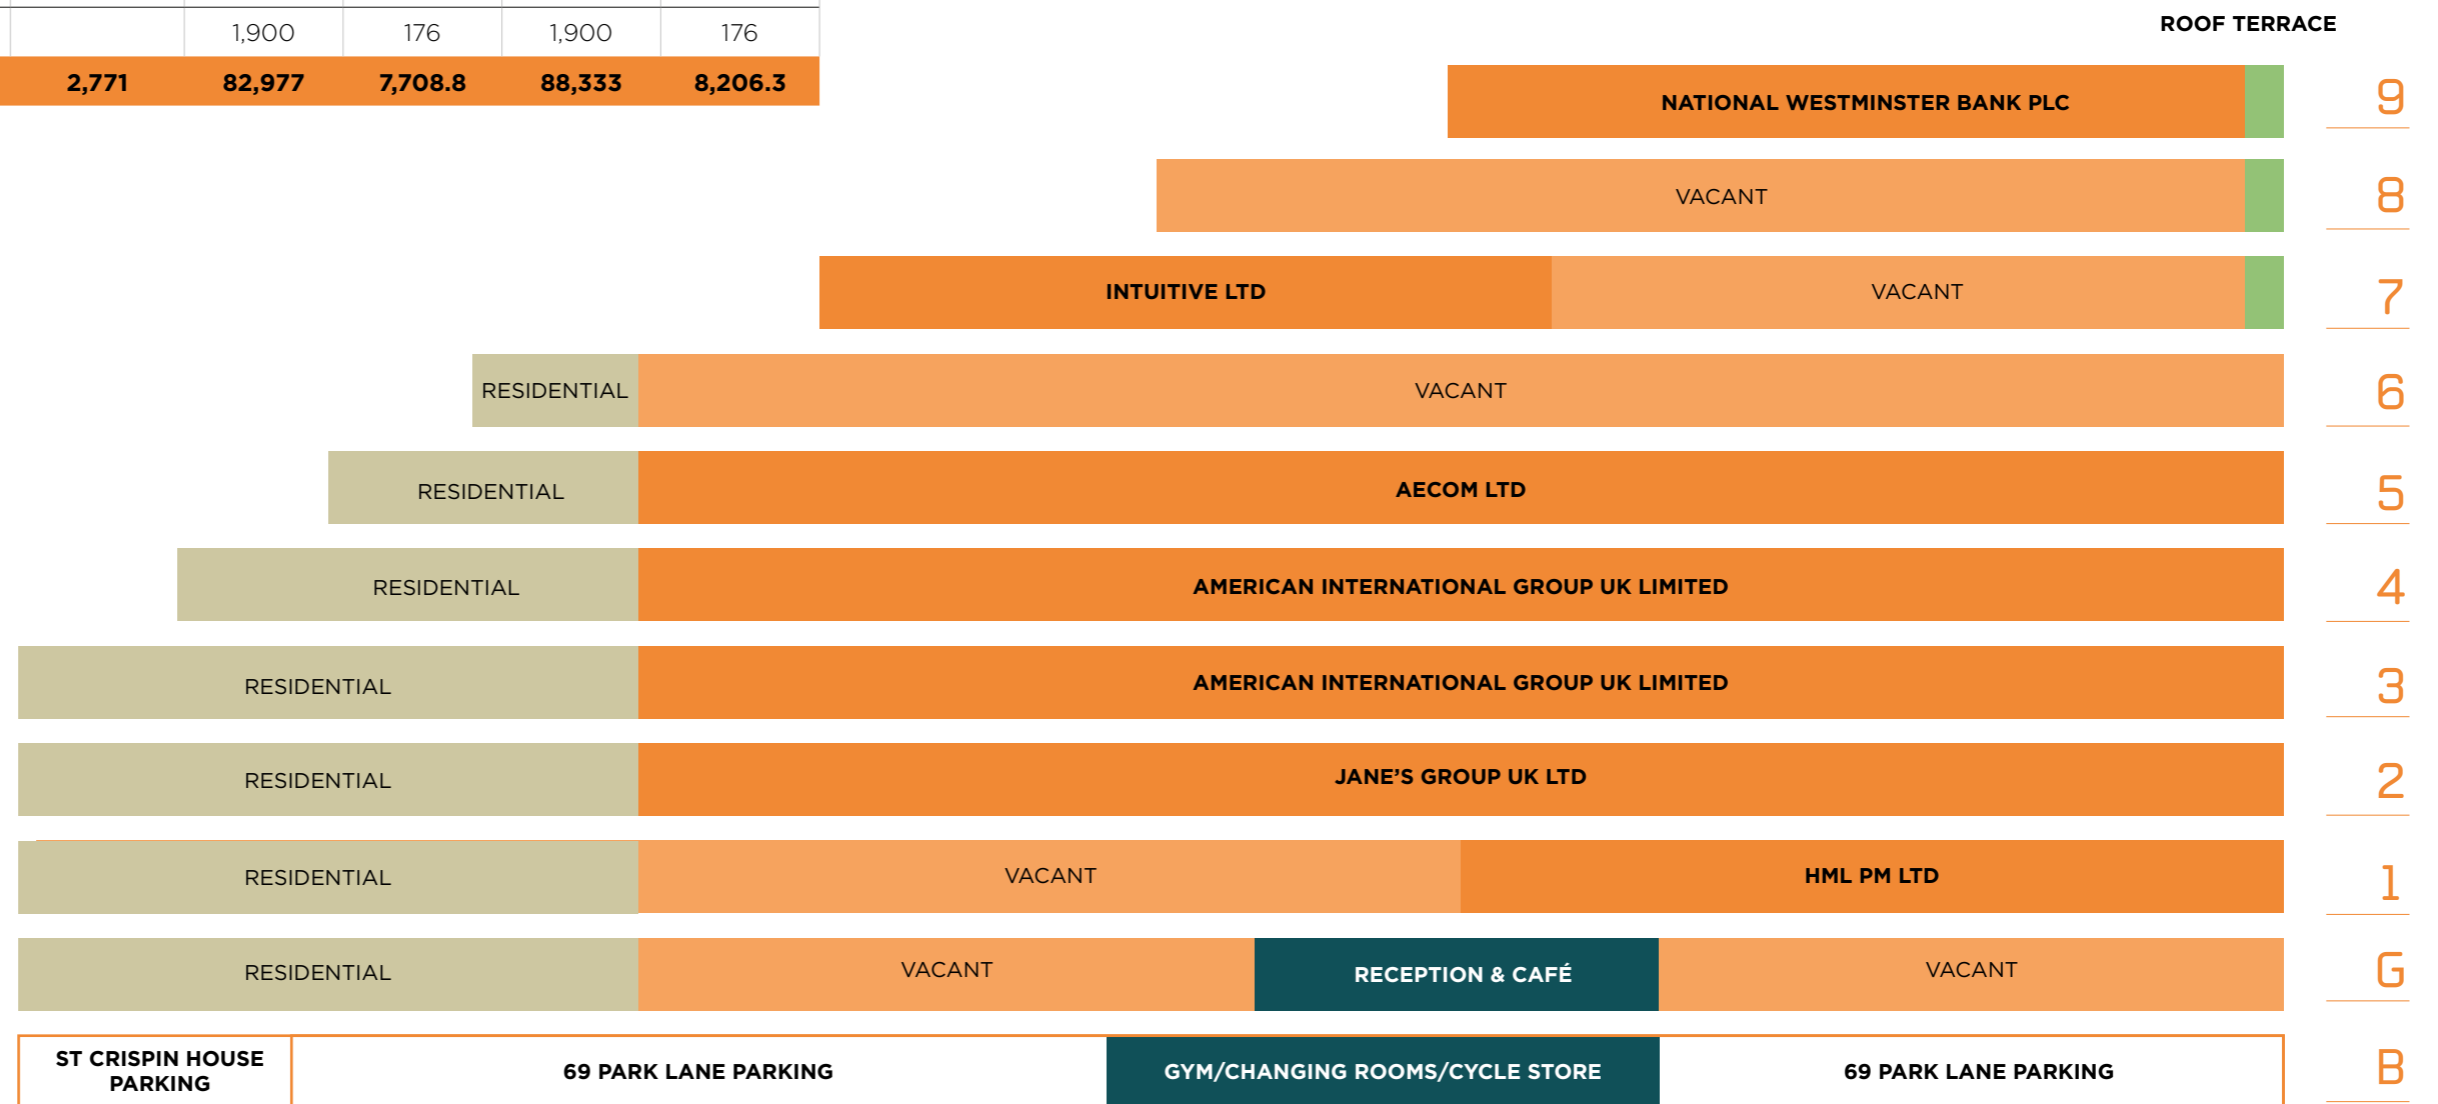 1,900 176 1,900 176
2,771 82,977 7,708.8 88,333 8,206.3
ROOF TERRACE
NATIONAL WESTMINSTER BANK PLC 9
VACANT 8
INTUITIVE LTD VACANT 7
RESIDENTIAL VACANT 6
RESIDENTIAL AECOM LTD 5
RESIDENTIAL AMERICAN INTERNATIONAL GROUP UK LIMITED 4
RESIDENTIAL AMERICAN INTERNATIONAL GROUP UK LIMITED 3
RESIDENTIAL JANE’S GROUP UK LTD 2
RESIDENTIAL VACANT HML PM LTD 1
RESIDENTIAL VACANT RECEPTION & CAFÉ VACANT G
ST CRISPIN HOUSE
PARKING
69 PARK LANE PARKING GYM/CHANGING ROOMS/CYCLE STORE 69 PARK LANE PARKING B